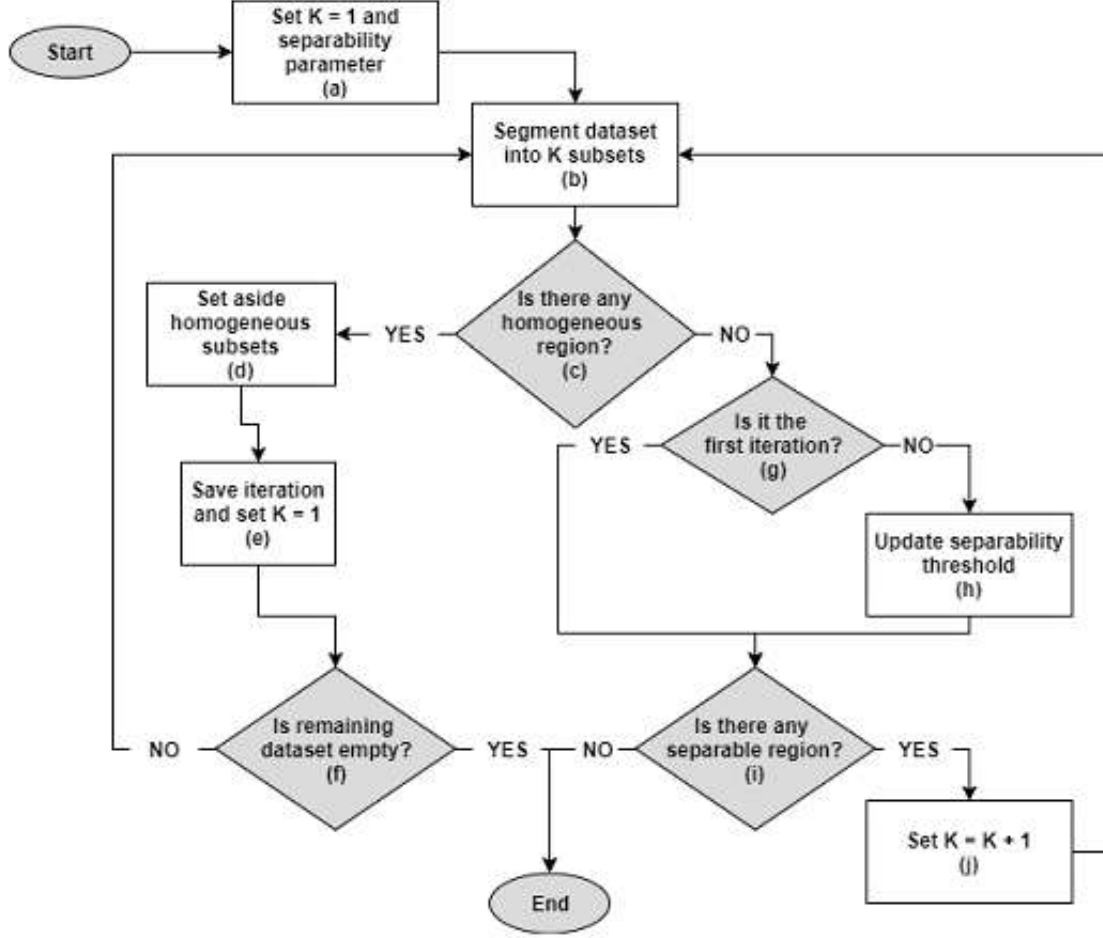 Start
Set K = 1 and
separability
parameter
(a)
Segment dataset
into K subsets
(b)
Is there any
homogeneous
region?
(c)
YES
NO
Set aside
homogeneous
subsets
(d)
Is it the
first iteration?
(g)
YES
NO
Save iteration
and set K = 1
(e)
Update separability
threshold
(h)
Is remaining
dataset empty?
(f)
NO
YES
Is there any
separable region?
(i)
NO
YES
Set K = K + 1
(j)
End